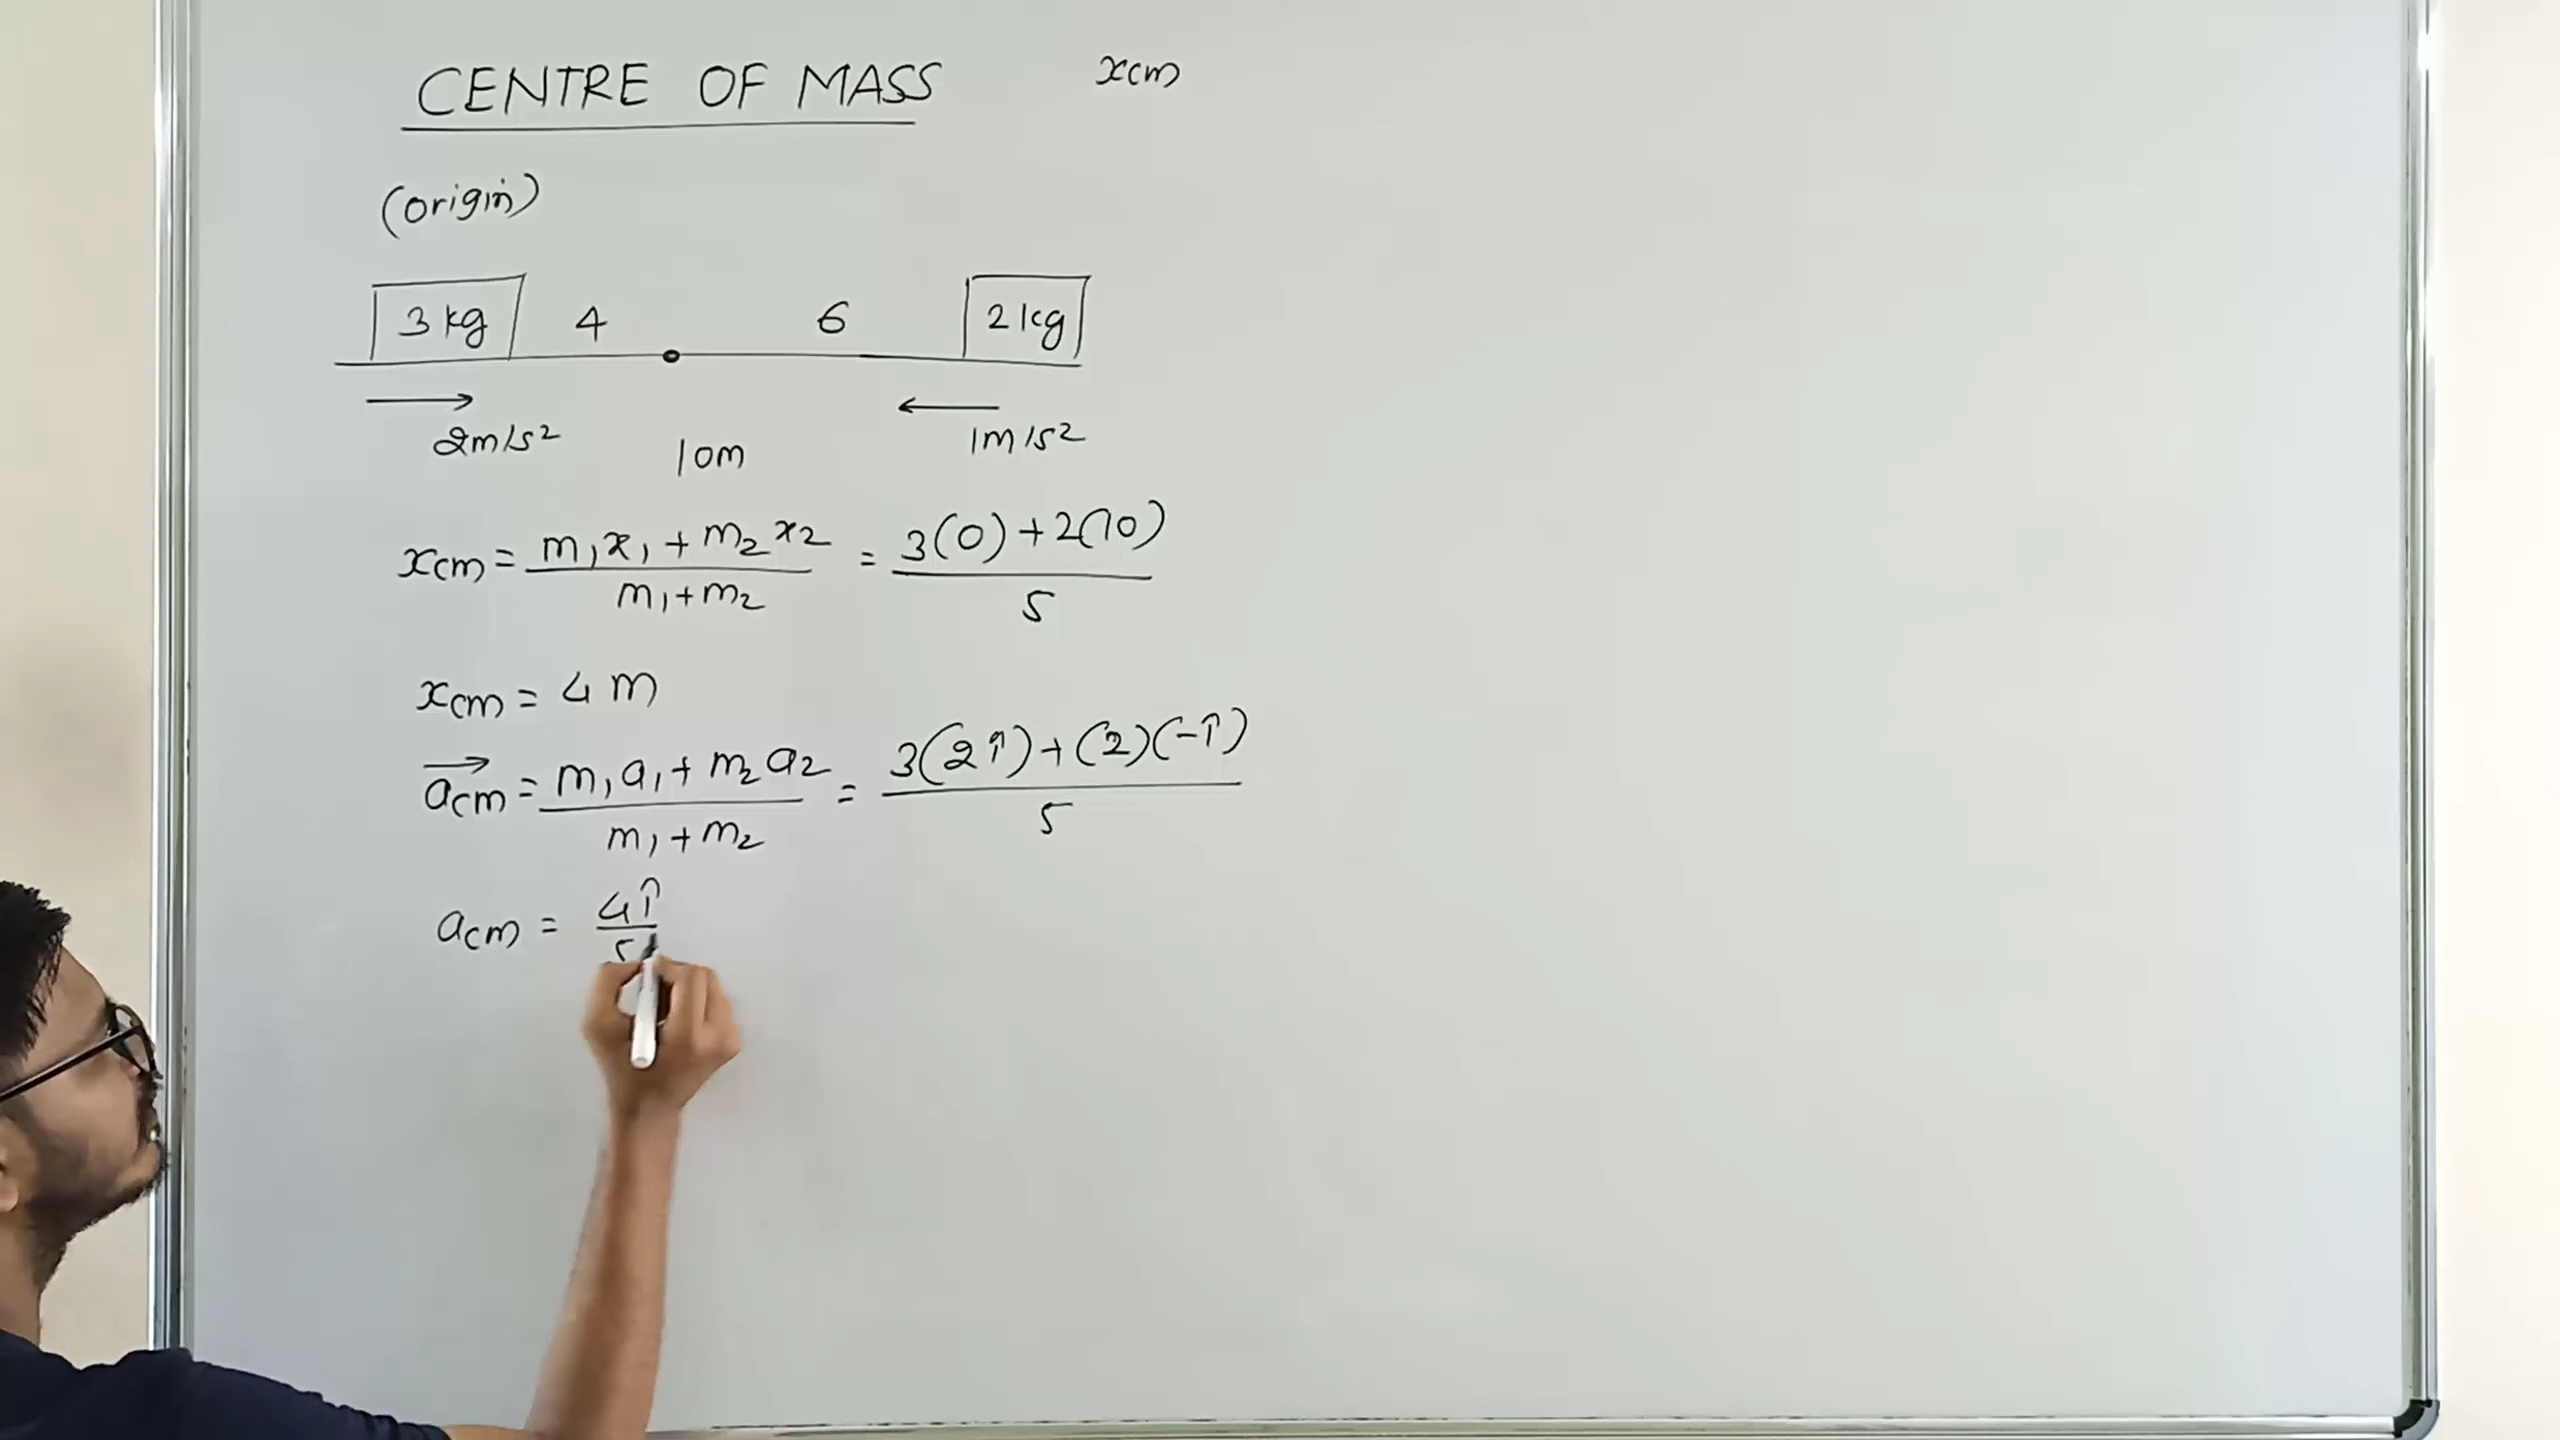 CENTRE OF MASS xcm
(origin)
3 kg 4 6 2 kg
2m/s² 10m 1m/s²
xcm = m₁x₁ + m₂x₂ / m₁+m₂ = 3(0) + 2(10) / 5
xcm = 4 m
→acm = m₁a₁ + m₂a₂ / m₁+m₂ = 3(2î) + (2)(-î) / 5
acm = 4î / 5